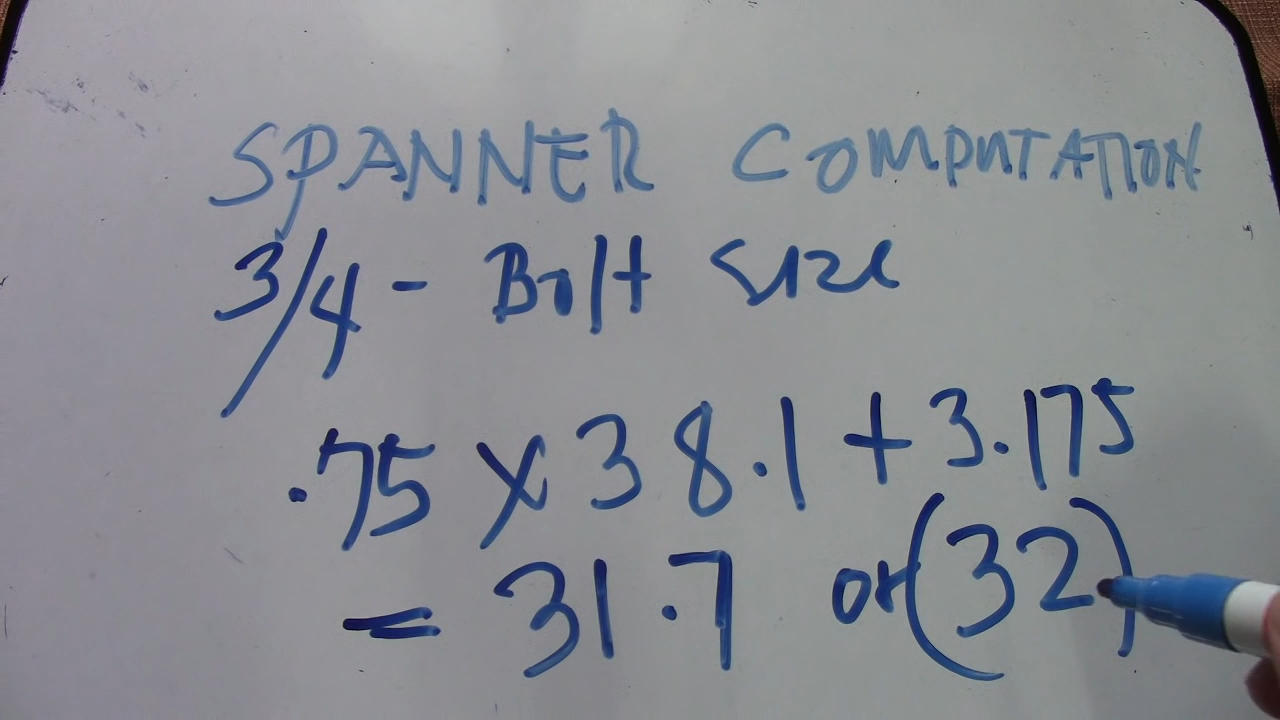 SPANNER COMPUTATION
3/4 - Bolt Size
.75 x 38.1 + 3.175
= 31.7 or (32)